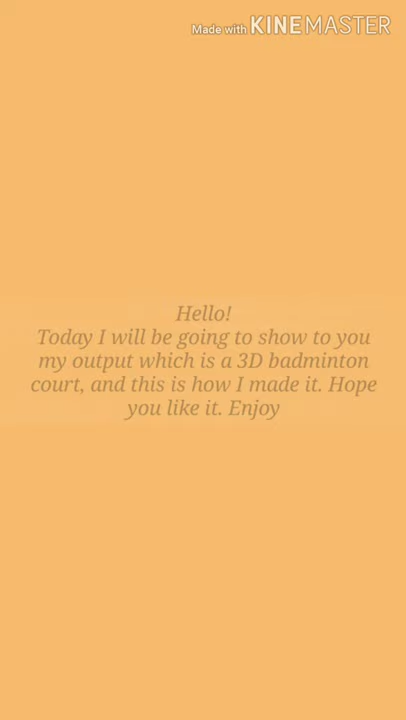 Made with KINEMASTER
Hello!
Today I will be going to show to you
my output which is a 3D badminton
court, and this is how I made it. Hope
you like it. Enjoy